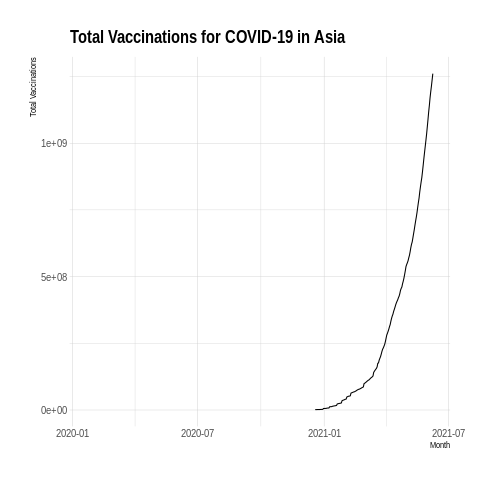 Total Vaccinations for COVID-19 in Asia
Total Vaccinations
1e+09
5e+08
0e+00
2020-01
2020-07
2021-01
2021-07
Month